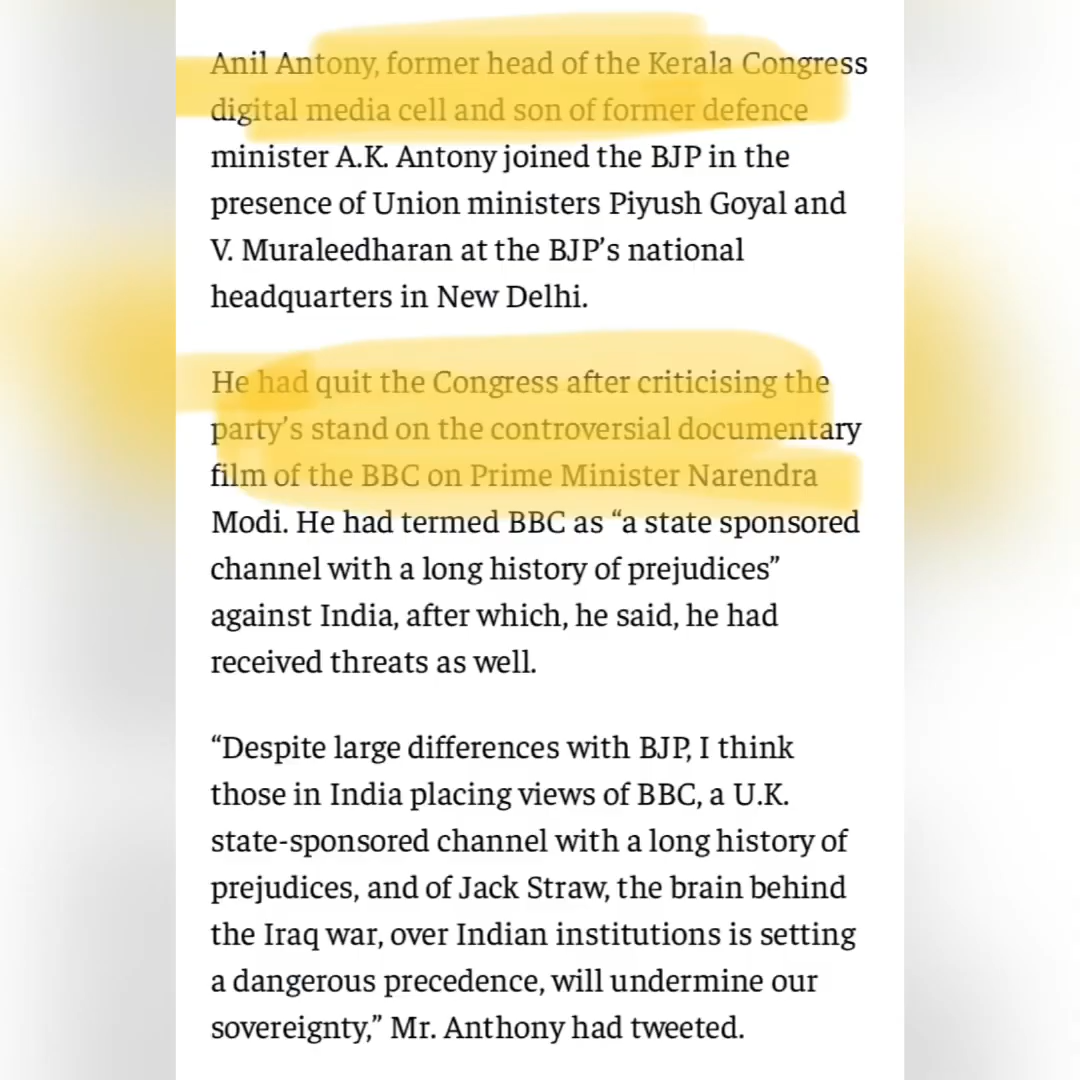 Anil Antony, former head of the Kerala Congress
digital media cell and son of former defence
minister A.K. Antony joined the BJP in the
presence of Union ministers Piyush Goyal and
V. Muraleedharan at the BJP’s national
headquarters in New Delhi.
He had quit the Congress after criticising the
party’s stand on the controversial documentary
film of the BBC on Prime Minister Narendra
Modi. He had termed BBC as “a state sponsored
channel with a long history of prejudices”
against India, after which, he said, he had
received threats as well.
“Despite large differences with BJP, I think
those in India placing views of BBC, a U.K.
state-sponsored channel with a long history of
prejudices, and of Jack Straw, the brain behind
the Iraq war, over Indian institutions is setting
a dangerous precedence, will undermine our
sovereignty,” Mr. Anthony had tweeted.